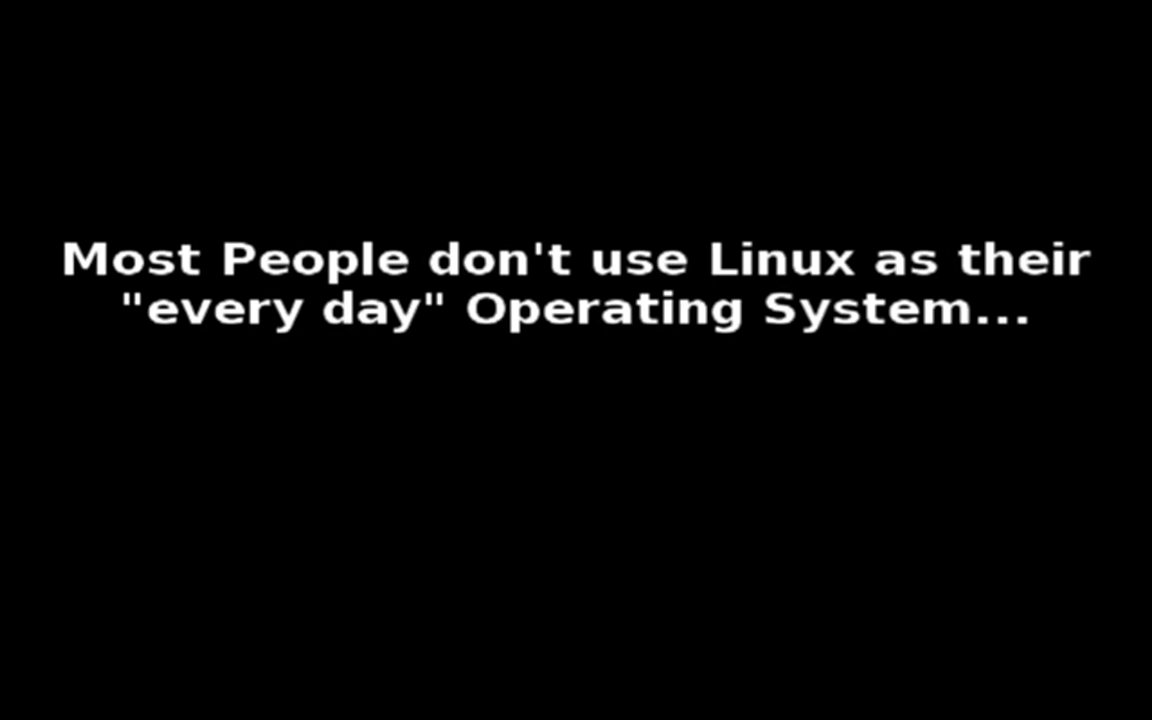 Most People don't use Linux as their
"every day" Operating System...